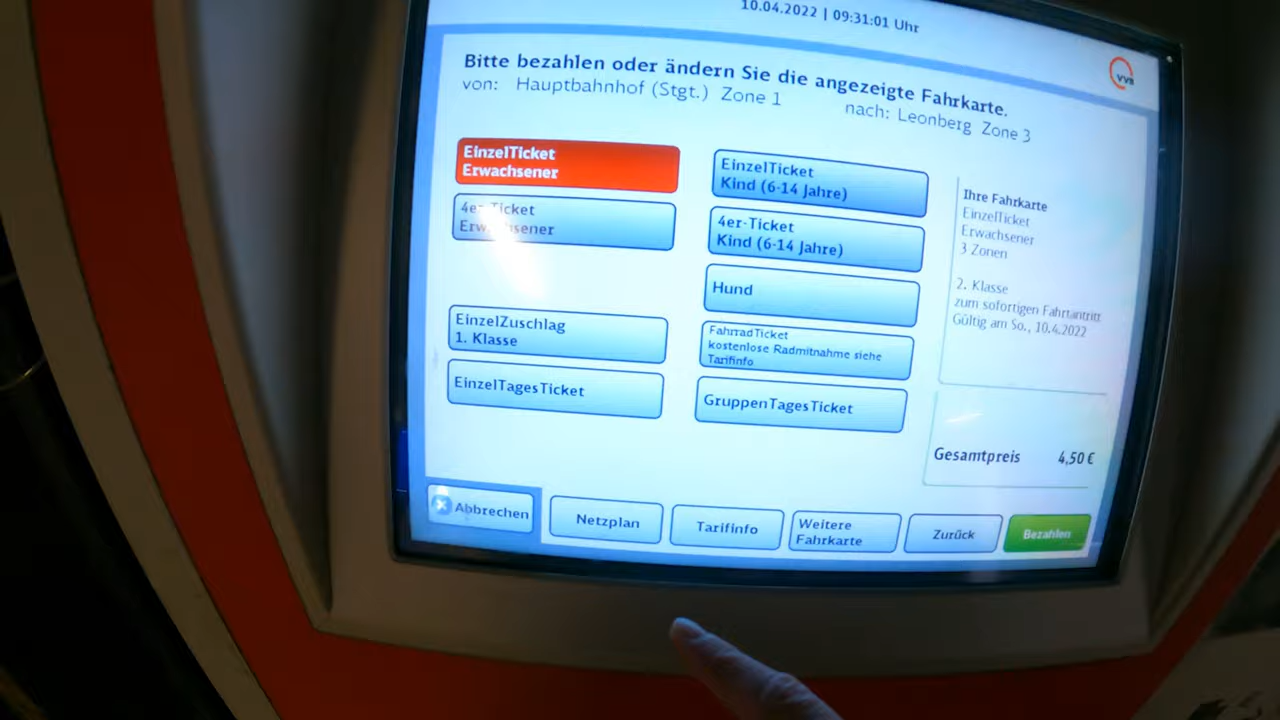 10.04.2022 | 09:31:01 Uhr
VVS
Bitte bezahlen oder ändern Sie die angezeigte Fahrkarte.
von: Hauptbahnhof (Stgt.) Zone 1
nach: Leonberg Zone 3
EinzelTicket
Erwachsener
EinzelTicket
Kind (6-14 Jahre)
4er-Ticket
Erwachsener
4er-Ticket
Kind (6-14 Jahre)
Hund
EinzelZuschlag
1. Klasse
FahrradTicket
kostenlose Radmitnahme siehe
Tarifinfo
EinzelTagesTicket
GruppenTagesTicket
Ihre Fahrkarte
EinzelTicket
Erwachsener
3 Zonen
2. Klasse
zum sofortigen Fahrtantritt
Gültig am So., 10.4.2022
Gesamtpreis 4,50 €
Abbrechen
Netzplan
Tarifinfo
Weitere
Fahrkarte
Zurück
Bezahlen